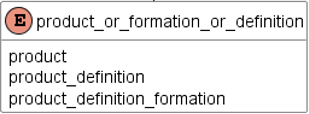 E product_or_formation_or_definition
product
product_definition
product_definition_formation